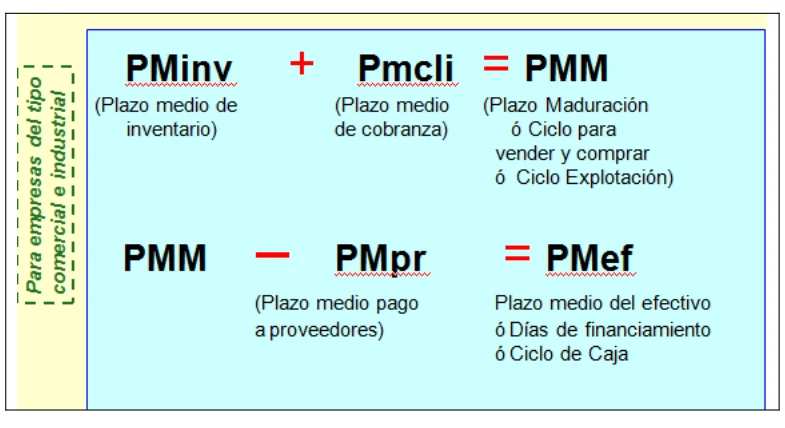 Para empresas del tipo
comercial e industrial
PMinv + Pmcli = PMM
(Plazo medio de
inventario)
(Plazo medio
de cobranza)
(Plazo Maduración
ó Ciclo para
vender y comprar
ó Ciclo Explotación)
PMM − PMpr = PMef
(Plazo medio pago
a proveedores)
Plazo medio del efectivo
ó Días de financiamiento
ó Ciclo de Caja